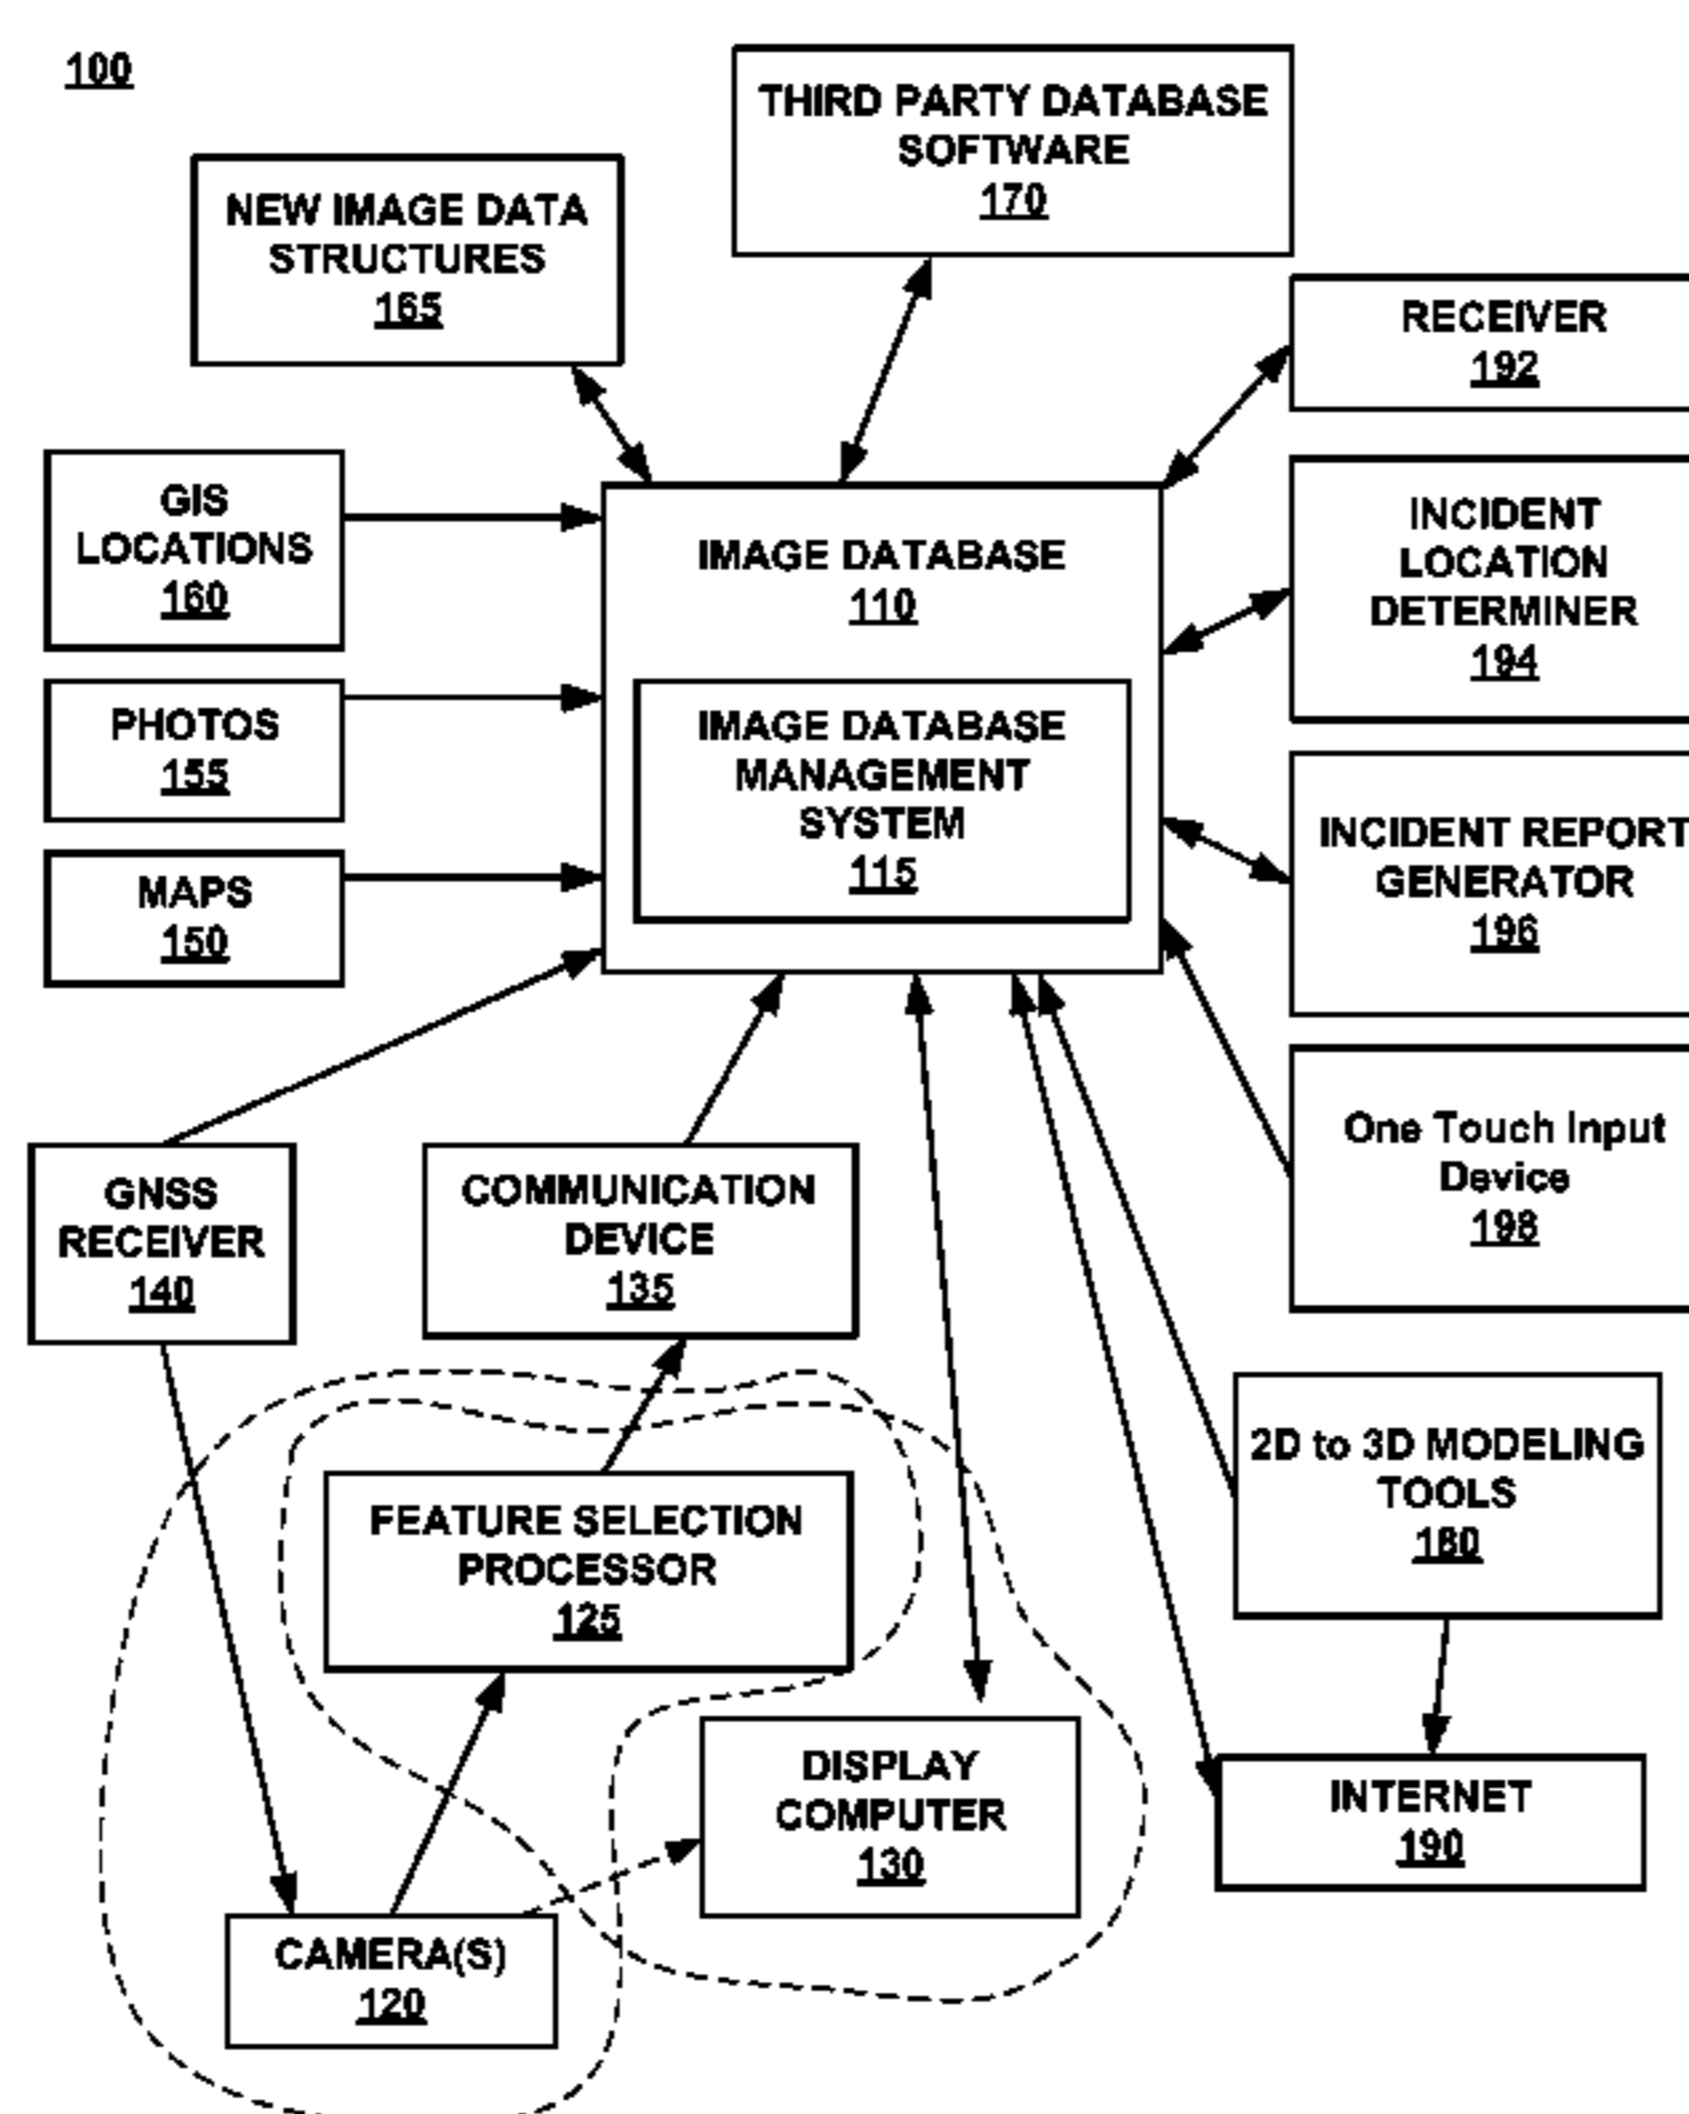 100
THIRD PARTY DATABASE
SOFTWARE
170
NEW IMAGE DATA
STRUCTURES
165
RECEIVER
192
GIS
LOCATIONS
160
IMAGE DATABASE
110
INCIDENT
LOCATION
DETERMINER
194
PHOTOS
155
IMAGE DATABASE
MANAGEMENT
SYSTEM
115
MAPS
150
INCIDENT REPORT
GENERATOR
196
One Touch Input
Device
198
GNSS
RECEIVER
140
COMMUNICATION
DEVICE
135
2D to 3D MODELING
TOOLS
180
FEATURE SELECTION
PROCESSOR
125
DISPLAY
COMPUTER
130
INTERNET
190
CAMERA(S)
120